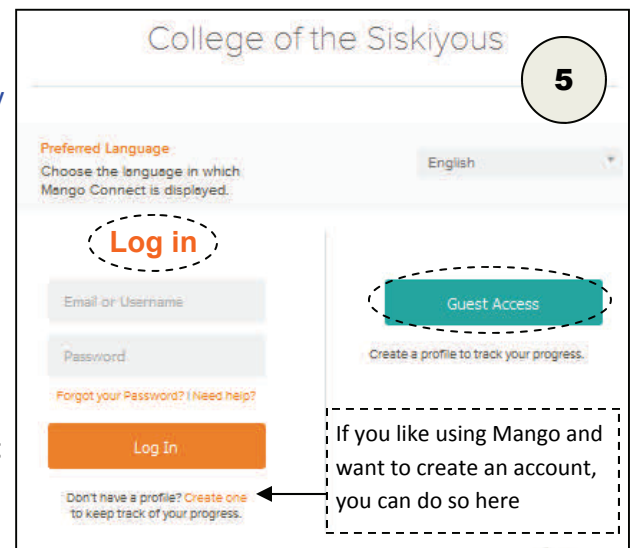 College of the Siskiyous
5
Preferred Language
Choose the language in which
Mango Connect is displayed.
English
Log in
Email or Username
Password
Forgot your Password? | Need help?
Log In
Don't have a profile? Create one
to keep track of your progress.
Guest Access
Create a profile to track your progress.
If you like using Mango and
want to create an account,
you can do so here